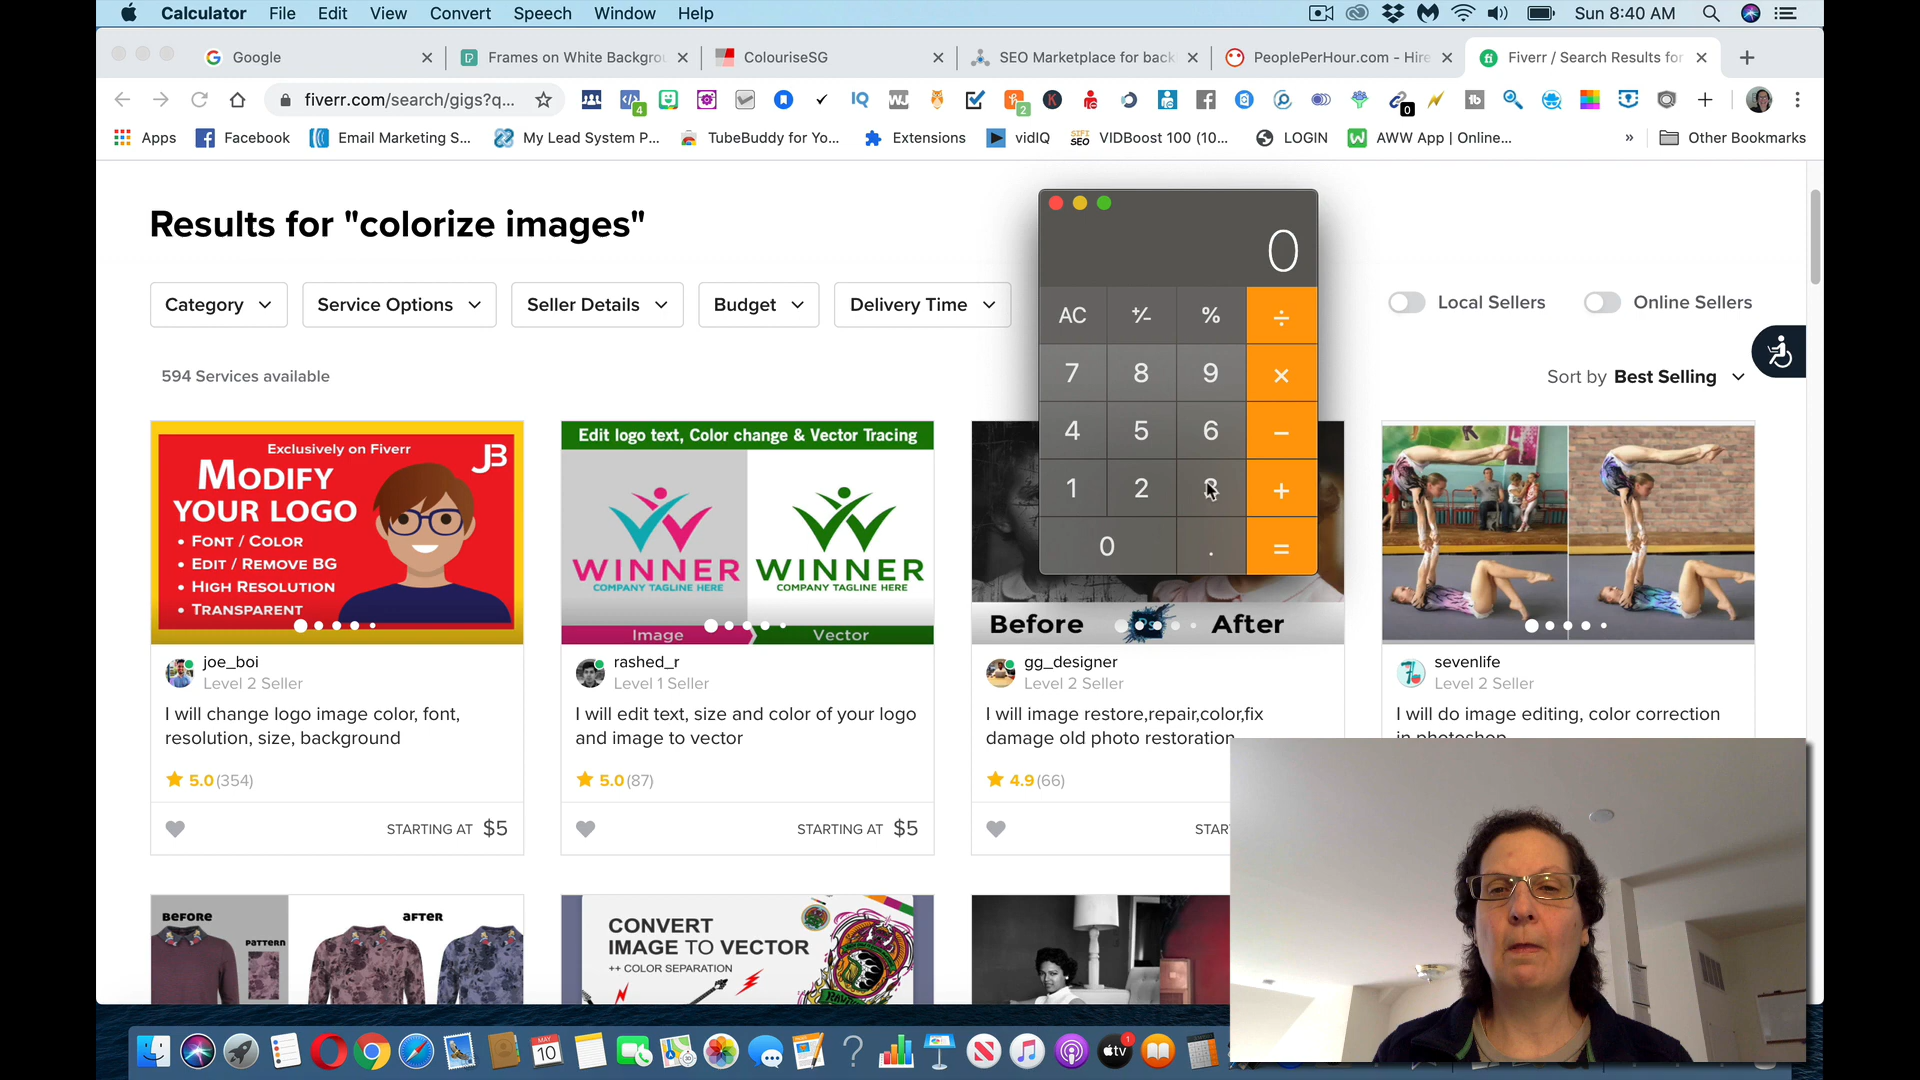 Calculator File Edit View Convert Speech Window Help Sun 8:40 AM
Google Frames on White Backgrou ColouriseSG SEO Marketplace for back PeoplePerHour.com - Hire Fiverr / Search Results for
fiverr.com/search/gigs?q...
Apps Facebook Email Marketing S... My Lead System P... TubeBuddy for Yo... Extensions vidIQ VIDBoost 100 (10... LOGIN AWW App | Online... » Other Bookmarks
Results for "colorize images"
Category Service Options Seller Details Budget Delivery Time Local Sellers Online Sellers
594 Services available
Sort by Best Selling
0
AC +/- % ÷
7 8 9 ×
4 5 6 −
1 2 3 +
0 . =
Exclusively on Fiverr
JB
MODIFY
YOUR LOGO
• FONT / COLOR
• EDIT / REMOVE BG
• HIGH RESOLUTION
• TRANSPARENT
joe_boi
Level 2 Seller
I will change logo image color, font,
resolution, size, background
5.0 (354)
STARTING AT $5
Edit logo text, Color change & Vector Tracing
WINNER
COMPANY TAGLINE HERE
WINNER
COMPANY TAGLINE HERE
Image Vector
rashed_r
Level 1 Seller
I will edit text, size and color of your logo
and image to vector
5.0 (87)
STARTING AT $5
Before After
gg_designer
Level 2 Seller
I will image restore,repair,color,fix
damage old photo restoration
4.9 (66)
STAR
sevenlife
Level 2 Seller
I will do image editing, color correction
in photoshop
BEFORE AFTER
PATTERN
CONVERT
IMAGE TO VECTOR
++ COLOR SEPARATION
MAY
10
tv
1